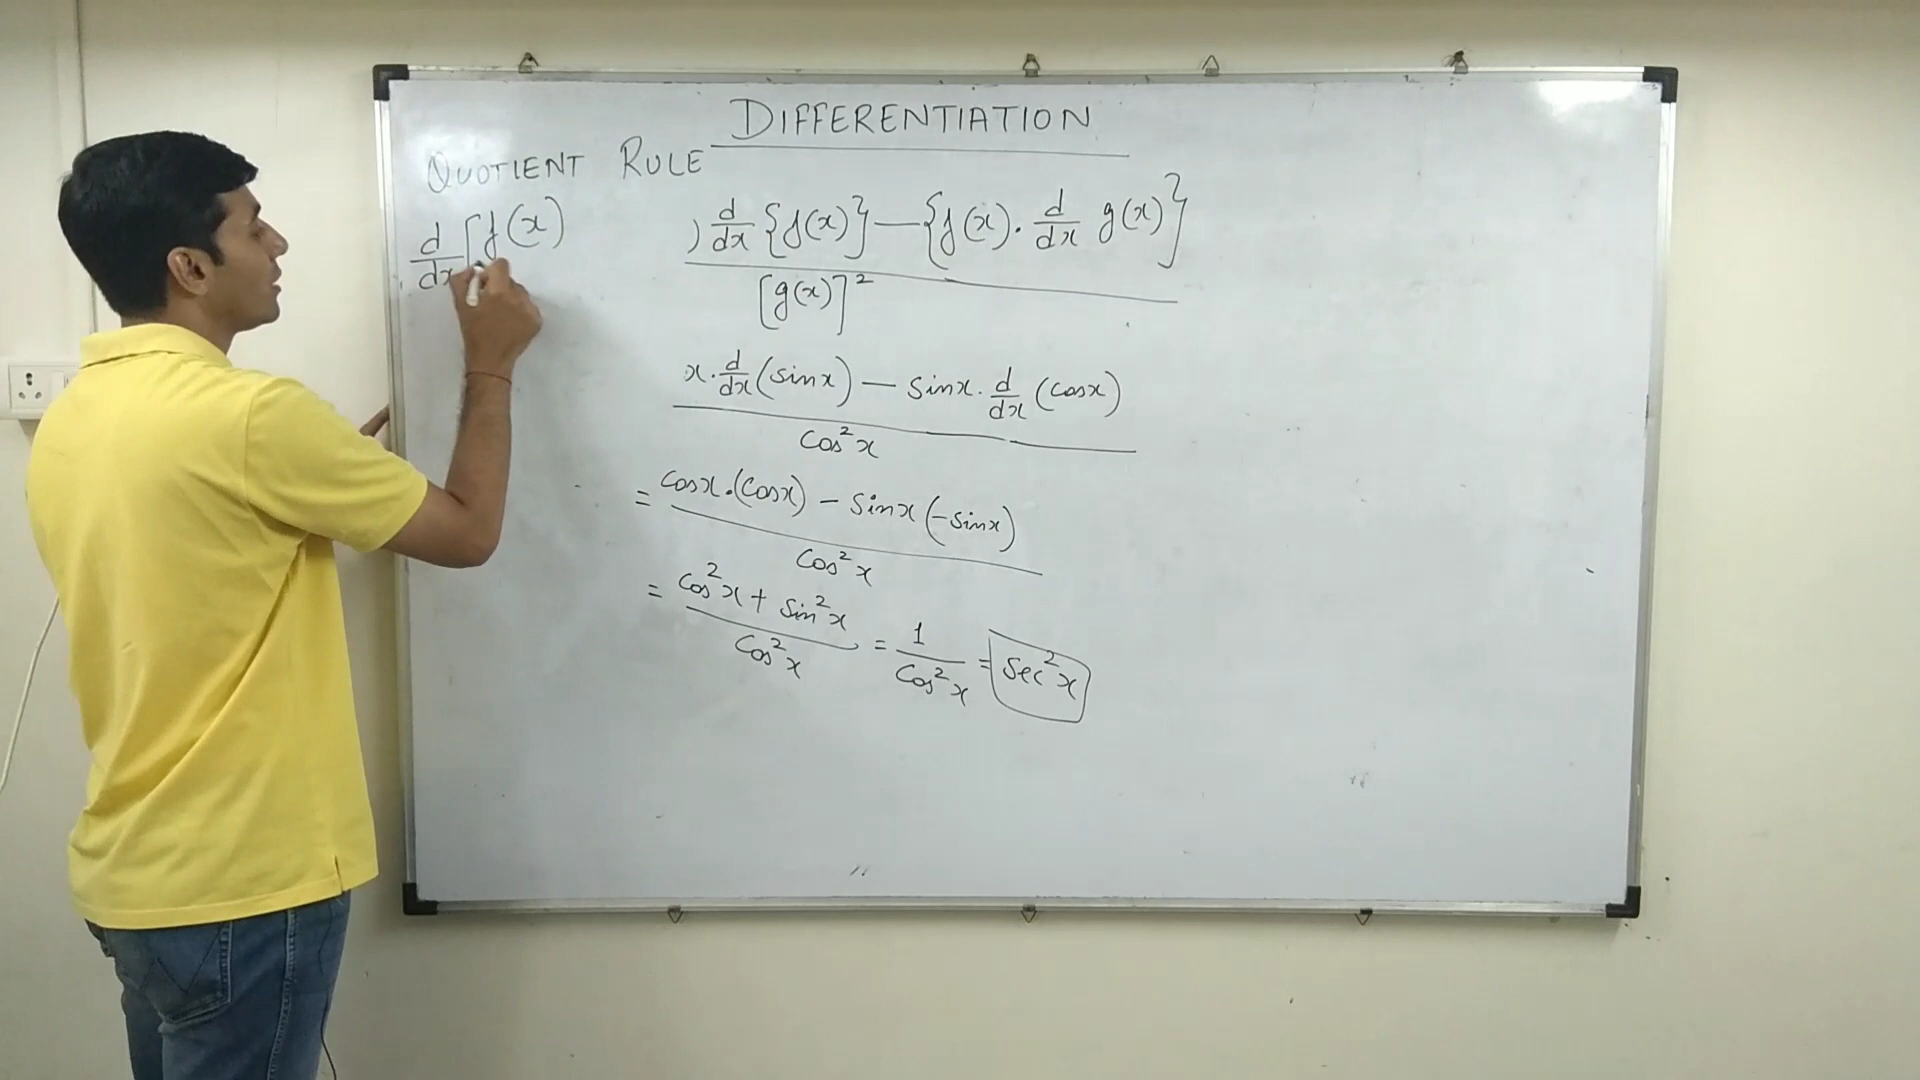 DIFFERENTIATION
QUOTIENT RULE
d/dx [f(x) ) d/dx {f(x)} — {f(x). d/dx g(x)}
[g(x)]²
x. d/dx (sinx) — sinx. d/dx (cosx)
cos²x
= cosx.(cosx) - sinx(-sinx)
cos²x
= cos²x + sin²x / cos²x = 1/cos²x = sec²x